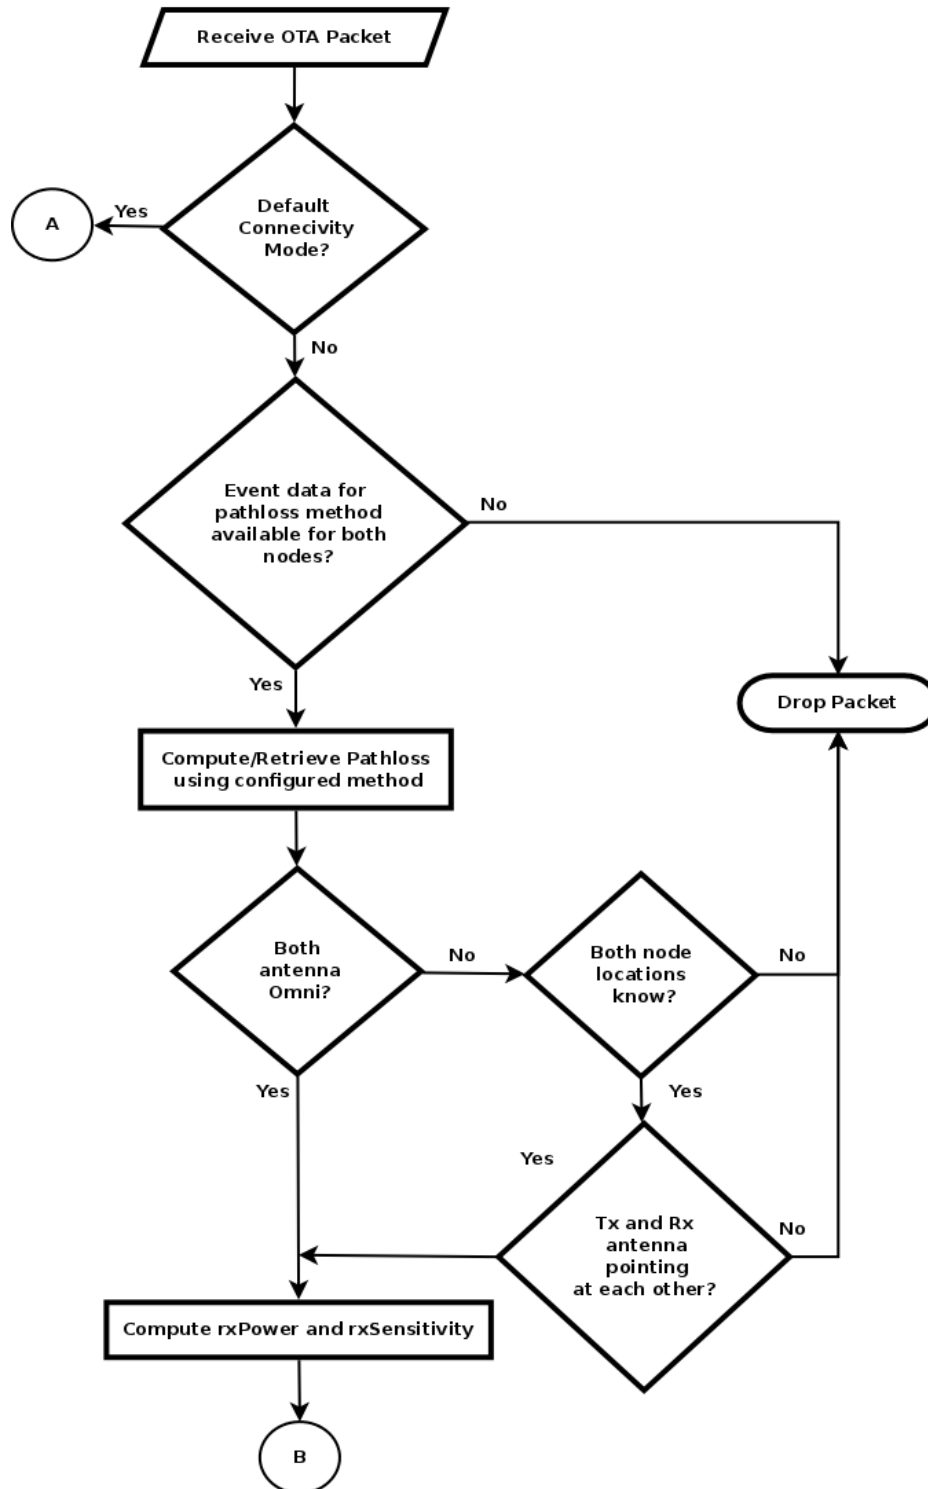 Receive OTA Packet
Default
Connecivity
Mode?
Yes
A
No
Event data for
pathloss method
available for both
nodes?
No
Yes
Drop Packet
Compute/Retrieve Pathloss
using configured method
Both
antenna
Omni?
No
Both node
locations
know?
No
Yes
Yes
Yes
Tx and Rx
antenna
pointing
at each other?
No
Compute rxPower and rxSensitivity
B